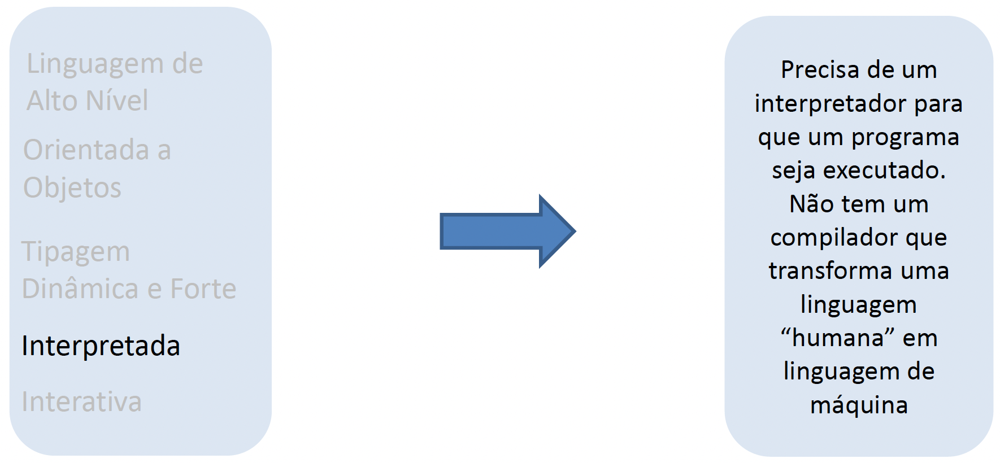 Linguagem de
Alto Nível
Orientada a
Objetos
Tipagem
Dinâmica e Forte
Interpretada
Interativa
Precisa de um
interpretador para
que um programa
seja executado.
Não tem um
compilador que
transforma uma
linguagem
“humana” em
linguagem de
máquina